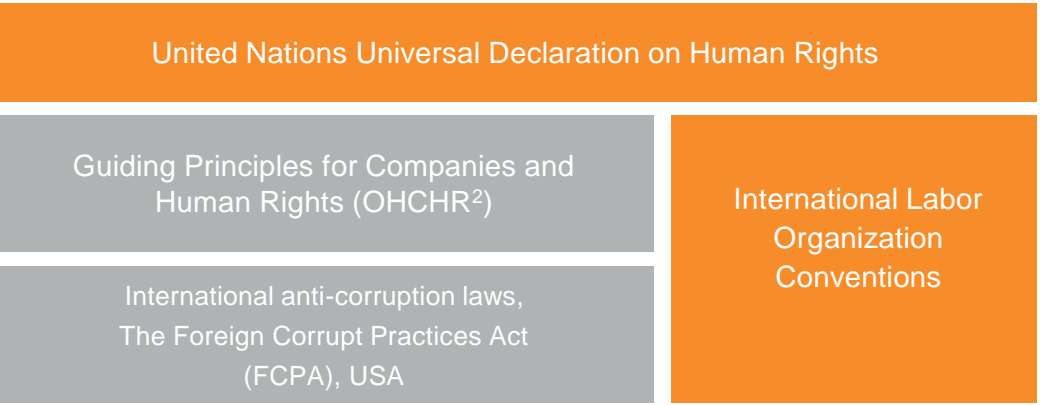 United Nations Universal Declaration on Human Rights
Guiding Principles for Companies and
Human Rights (OHCHR²)
International anti-corruption laws,
The Foreign Corrupt Practices Act
(FCPA), USA
International Labor
Organization
Conventions